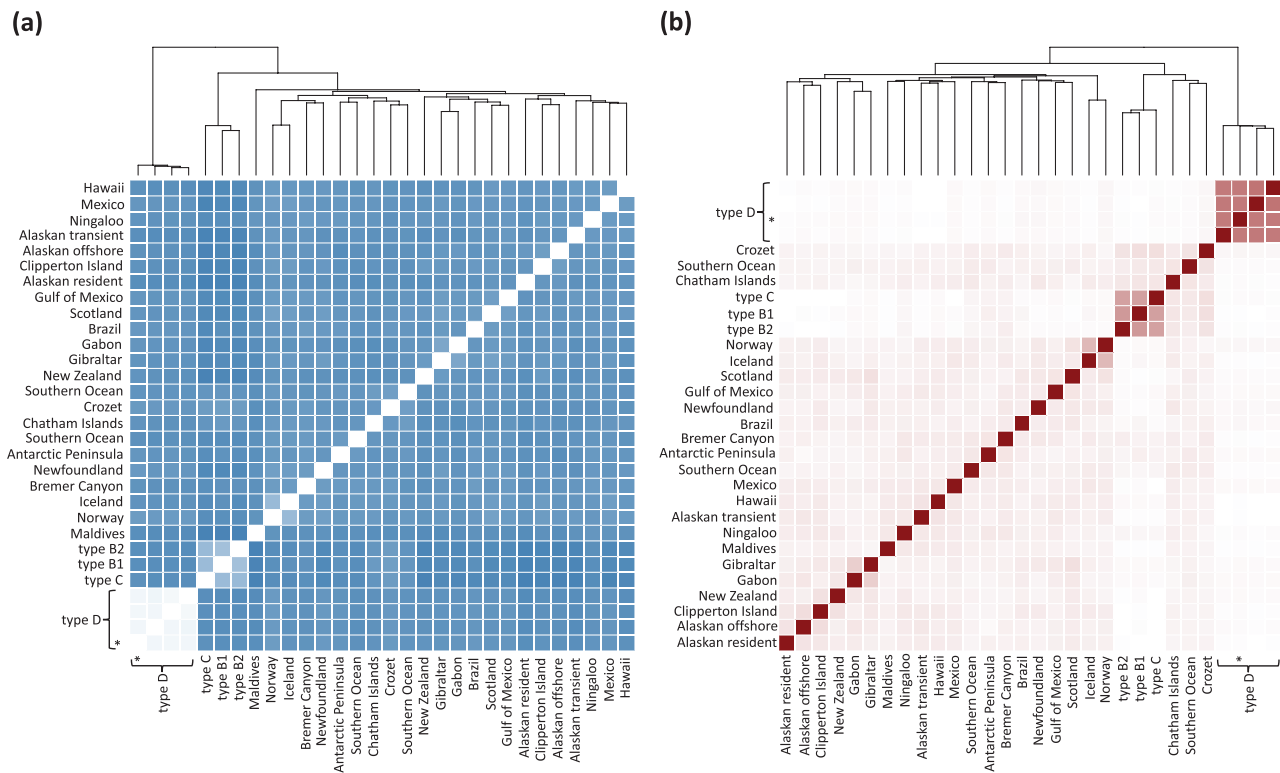 (a)
Hawaii
Mexico
Ningaloo
Alaskan transient
Alaskan offshore
Clipperton Island
Alaskan resident
Gulf of Mexico
Scotland
Brazil
Gabon
Gibraltar
New Zealand
Southern Ocean
Crozet
Chatham Islands
Southern Ocean
Antarctic Peninsula
Newfoundland
Bremer Canyon
Iceland
Norway
Maldives
type B2
type B1
type C
type D
*
*
type D
type C
type B1
type B2
Maldives
Norway
Iceland
Bremer Canyon
Newfoundland
Antarctic Peninsula
Southern Ocean
Chatham Islands
Crozet
Southern Ocean
New Zealand
Gibraltar
Gabon
Brazil
Scotland
Gulf of Mexico
Alaskan resident
Clipperton Island
Alaskan offshore
Alaskan transient
Ningaloo
Mexico
Hawaii
(b)
type D
*
Crozet
Southern Ocean
Chatham Islands
type C
type B1
type B2
Norway
Iceland
Scotland
Gulf of Mexico
Newfoundland
Brazil
Bremer Canyon
Antarctic Peninsula
Southern Ocean
Mexico
Hawaii
Alaskan transient
Ningaloo
Maldives
Gibraltar
Gabon
New Zealand
Clipperton Island
Alaskan offshore
Alaskan resident
Alaskan resident
Alaskan offshore
Clipperton Island
New Zealand
Gabon
Gibraltar
Maldives
Ningaloo
Alaskan transient
Hawaii
Mexico
Southern Ocean
Antarctic Peninsula
Bremer Canyon
Brazil
Newfoundland
Gulf of Mexico
Scotland
Iceland
Norway
type B2
type B1
type C
Chatham Islands
Southern Ocean
Crozet
*
type D